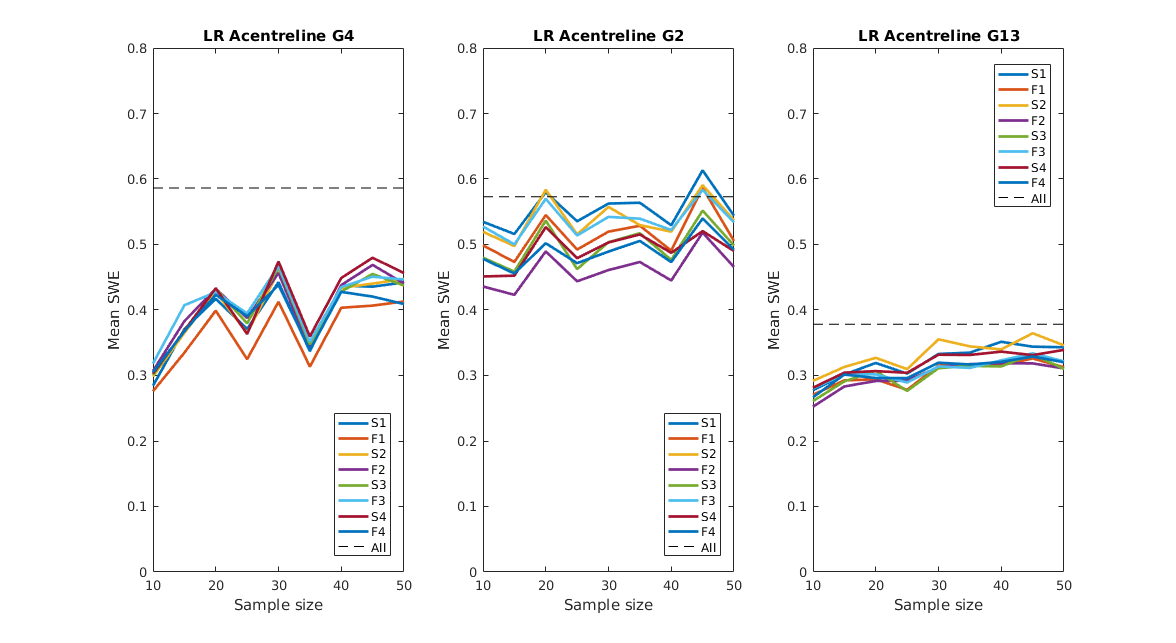 LR Acentreline G4
Mean SWE
0.8
0.7
0.6
0.5
0.4
0.3
0.2
0.1
0
10
20
30
40
50
Sample size
S1
F1
S2
F2
S3
F3
S4
F4
All
LR Acentreline G2
Mean SWE
0.8
0.7
0.6
0.5
0.4
0.3
0.2
0.1
0
10
20
30
40
50
Sample size
S1
F1
S2
F2
S3
F3
S4
F4
All
LR Acentreline G13
Mean SWE
0.8
0.7
0.6
0.5
0.4
0.3
0.2
0.1
0
10
20
30
40
50
Sample size
S1
F1
S2
F2
S3
F3
S4
F4
All